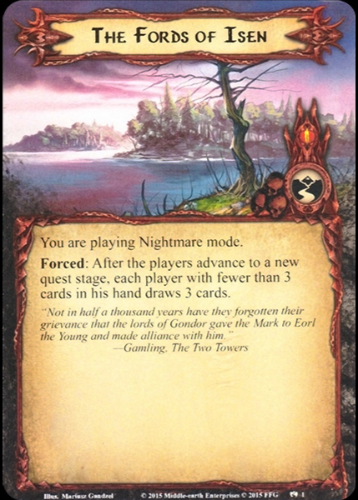 THE FORDS OF ISEN
You are playing Nightmare mode.
Forced: After the players advance to a new
quest stage, each player with fewer than 3
cards in his hand draws 3 cards.
"Not in half a thousand years have they forgotten their
grievance that the lords of Gondor gave the Mark to Eorl
the Young and made alliance with him."
—Gamling, The Two Towers
Illus. Mariusz Gandzel
© 2015 Middle-earth Enterprises © 2015 FFG
1